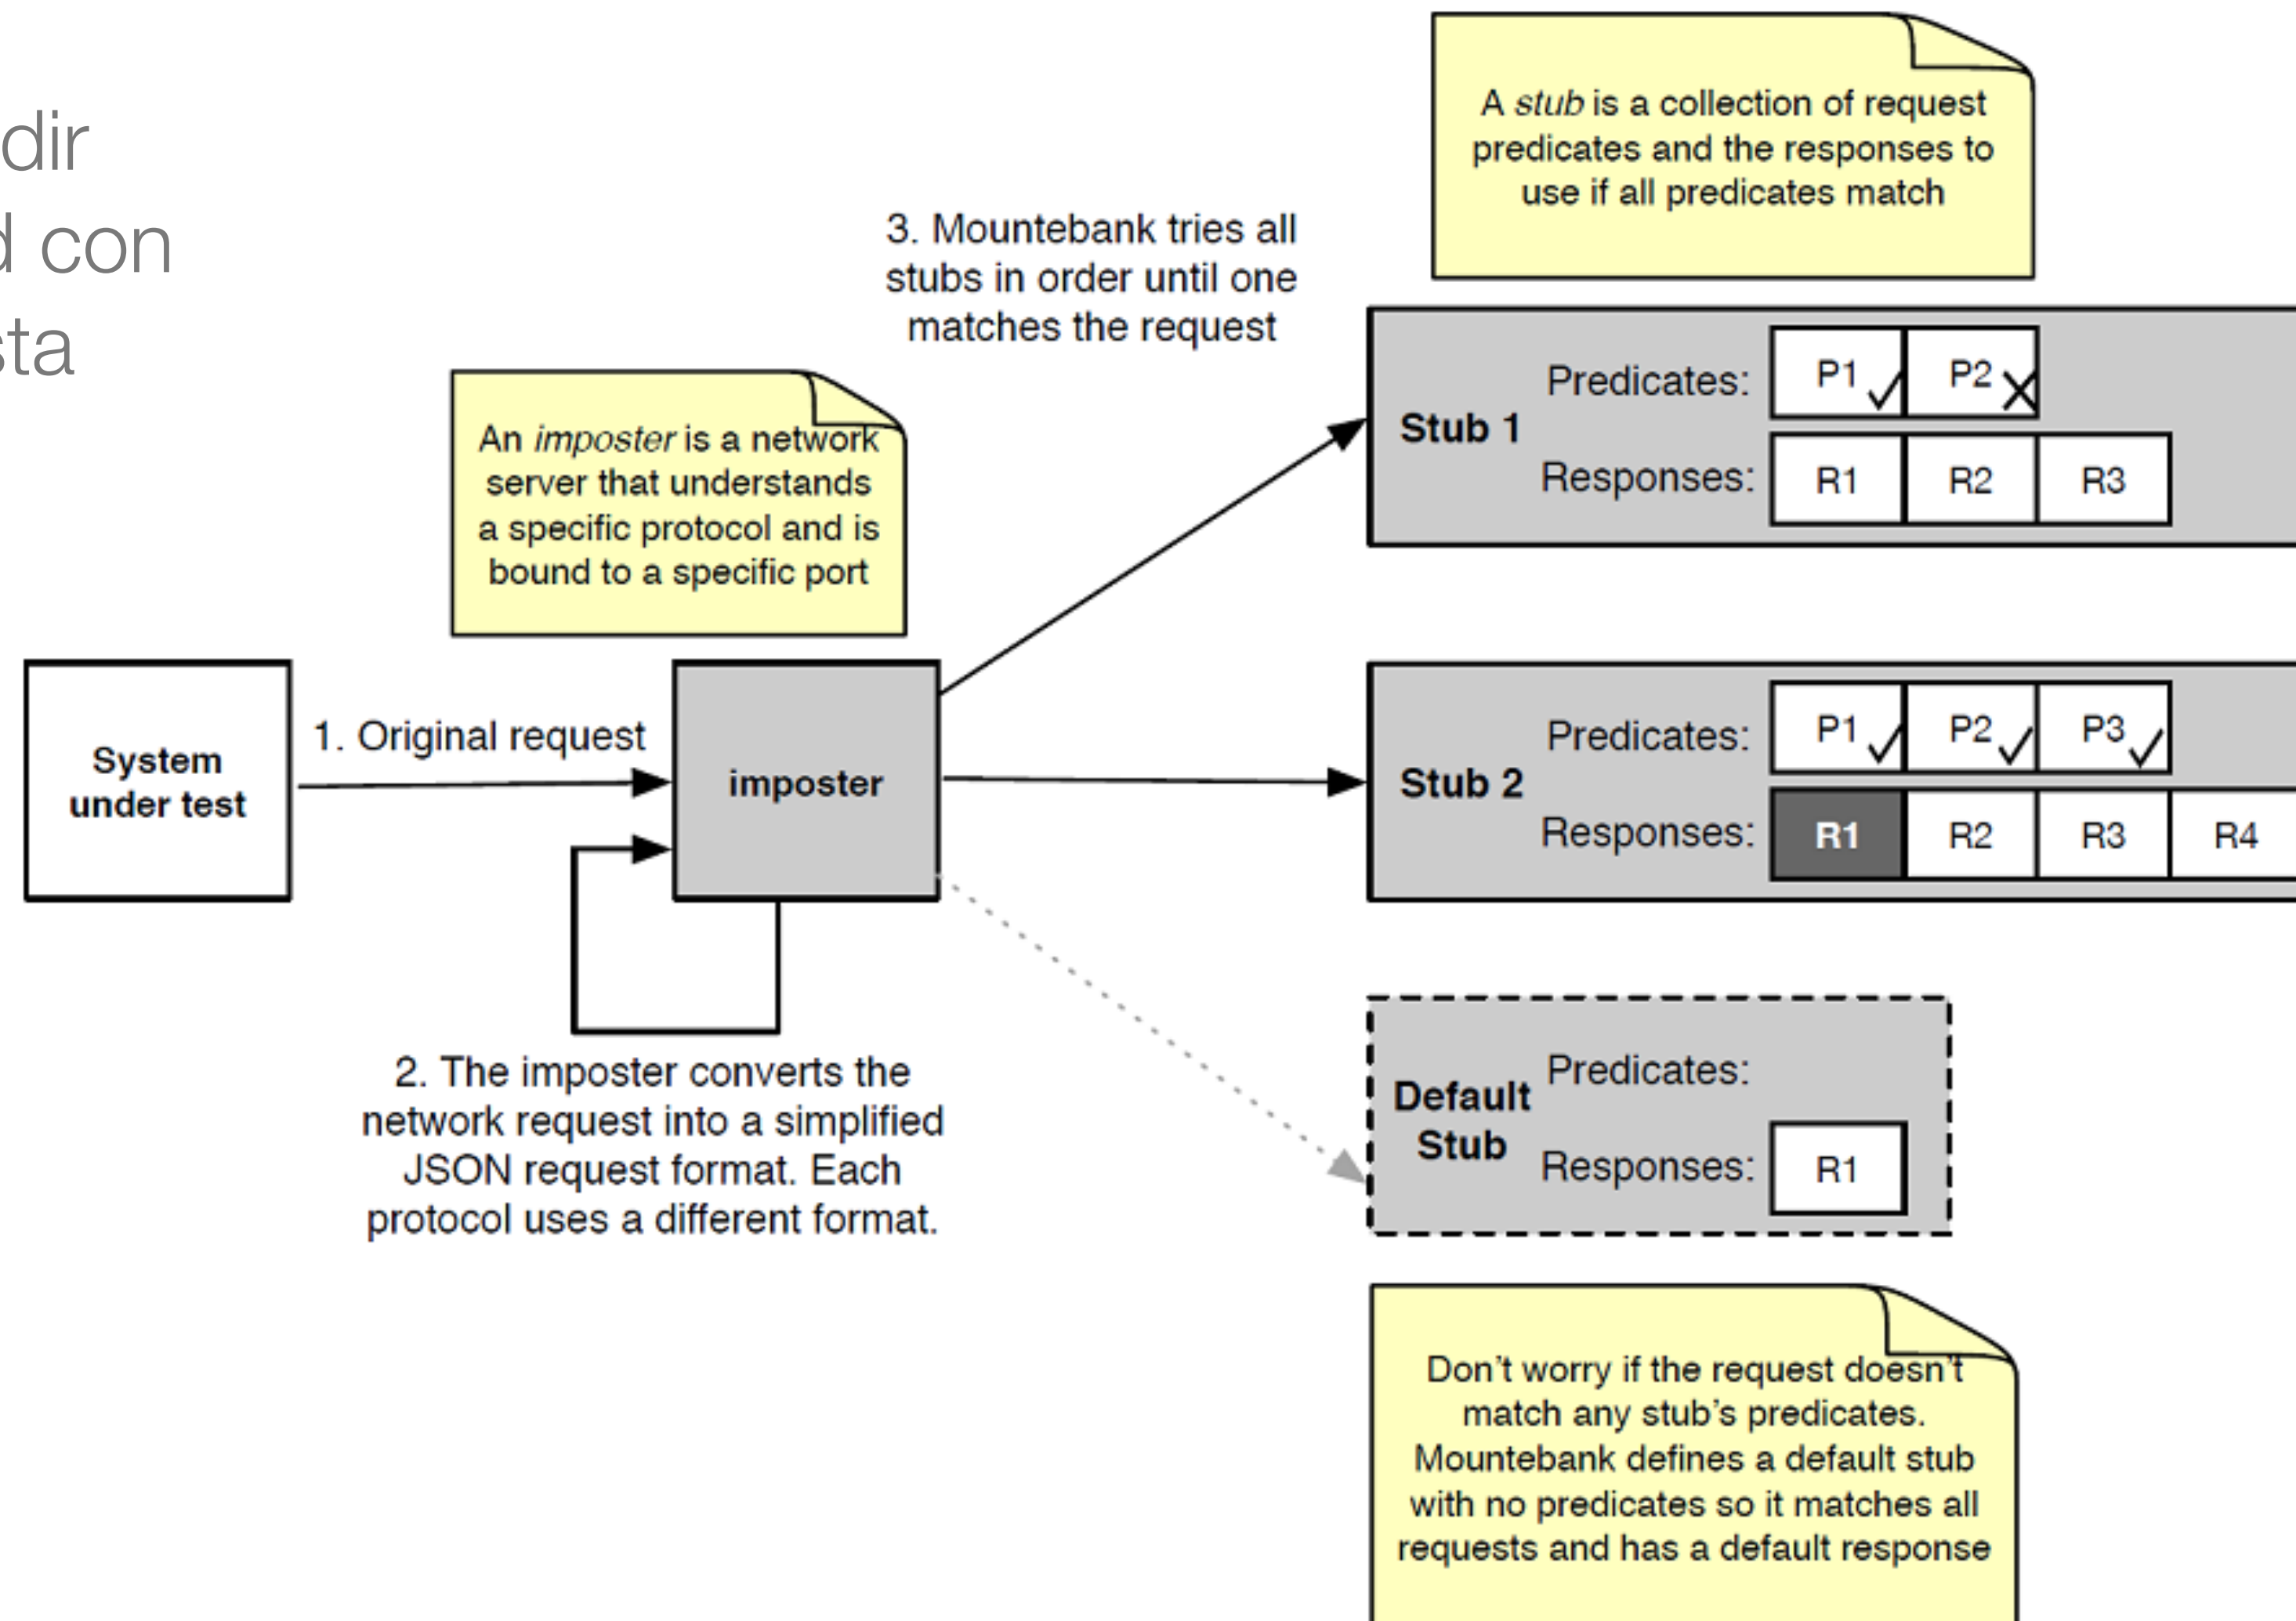 dir
con
sta
A stub is a collection of request
predicates and the responses to
use if all predicates match
3. Mountebank tries all
stubs in order until one
matches the request
An imposter is a network
server that understands
a specific protocol and is
bound to a specific port
Predicates: P1 P2
Stub 1
Responses: R1 R2 R3
System
under test
1. Original request
imposter
Predicates: P1 P2 P3
Stub 2
Responses: R1 R2 R3 R4
2. The imposter converts the
network request into a simplified
JSON request format. Each
protocol uses a different format.
Predicates:
Default
Stub
Responses: R1
Don't worry if the request doesn't
match any stub's predicates.
Mountebank defines a default stub
with no predicates so it matches all
requests and has a default response